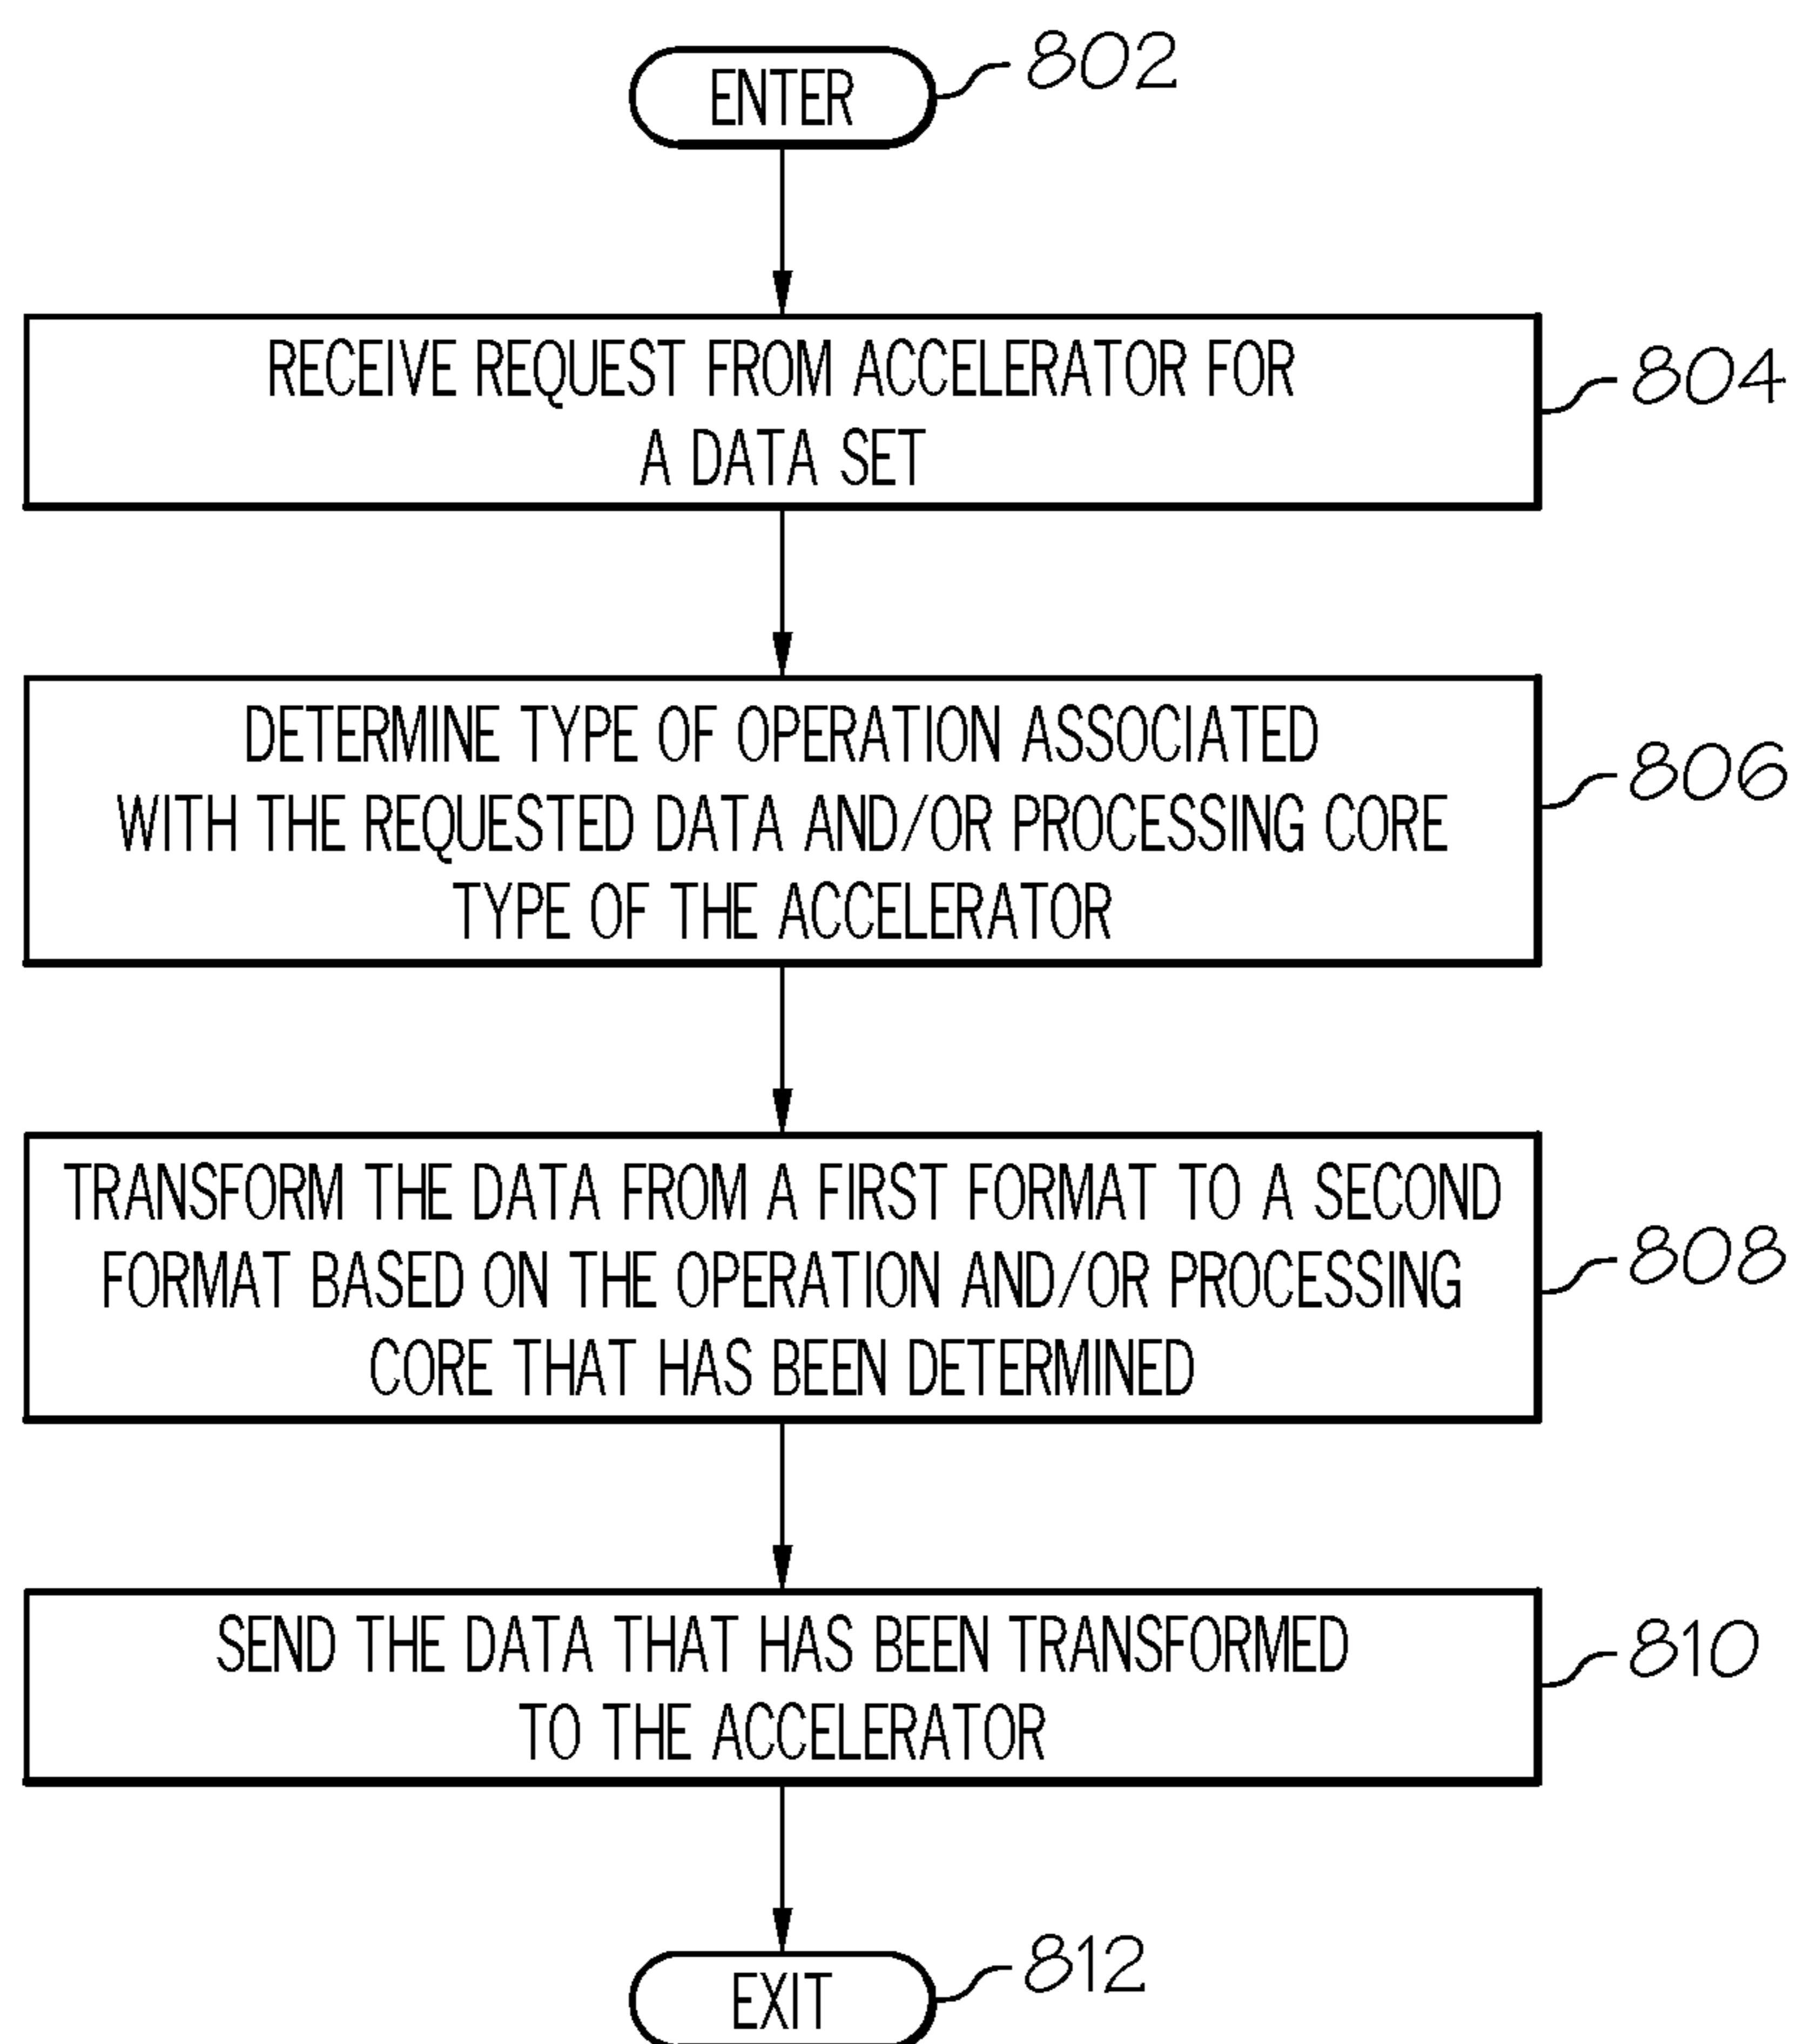 ENTER
802
RECEIVE REQUEST FROM ACCELERATOR FOR
A DATA SET
804
DETERMINE TYPE OF OPERATION ASSOCIATED
WITH THE REQUESTED DATA AND/OR PROCESSING CORE
TYPE OF THE ACCELERATOR
806
TRANSFORM THE DATA FROM A FIRST FORMAT TO A SECOND
FORMAT BASED ON THE OPERATION AND/OR PROCESSING
CORE THAT HAS BEEN DETERMINED
808
SEND THE DATA THAT HAS BEEN TRANSFORMED
TO THE ACCELERATOR
810
EXIT
812